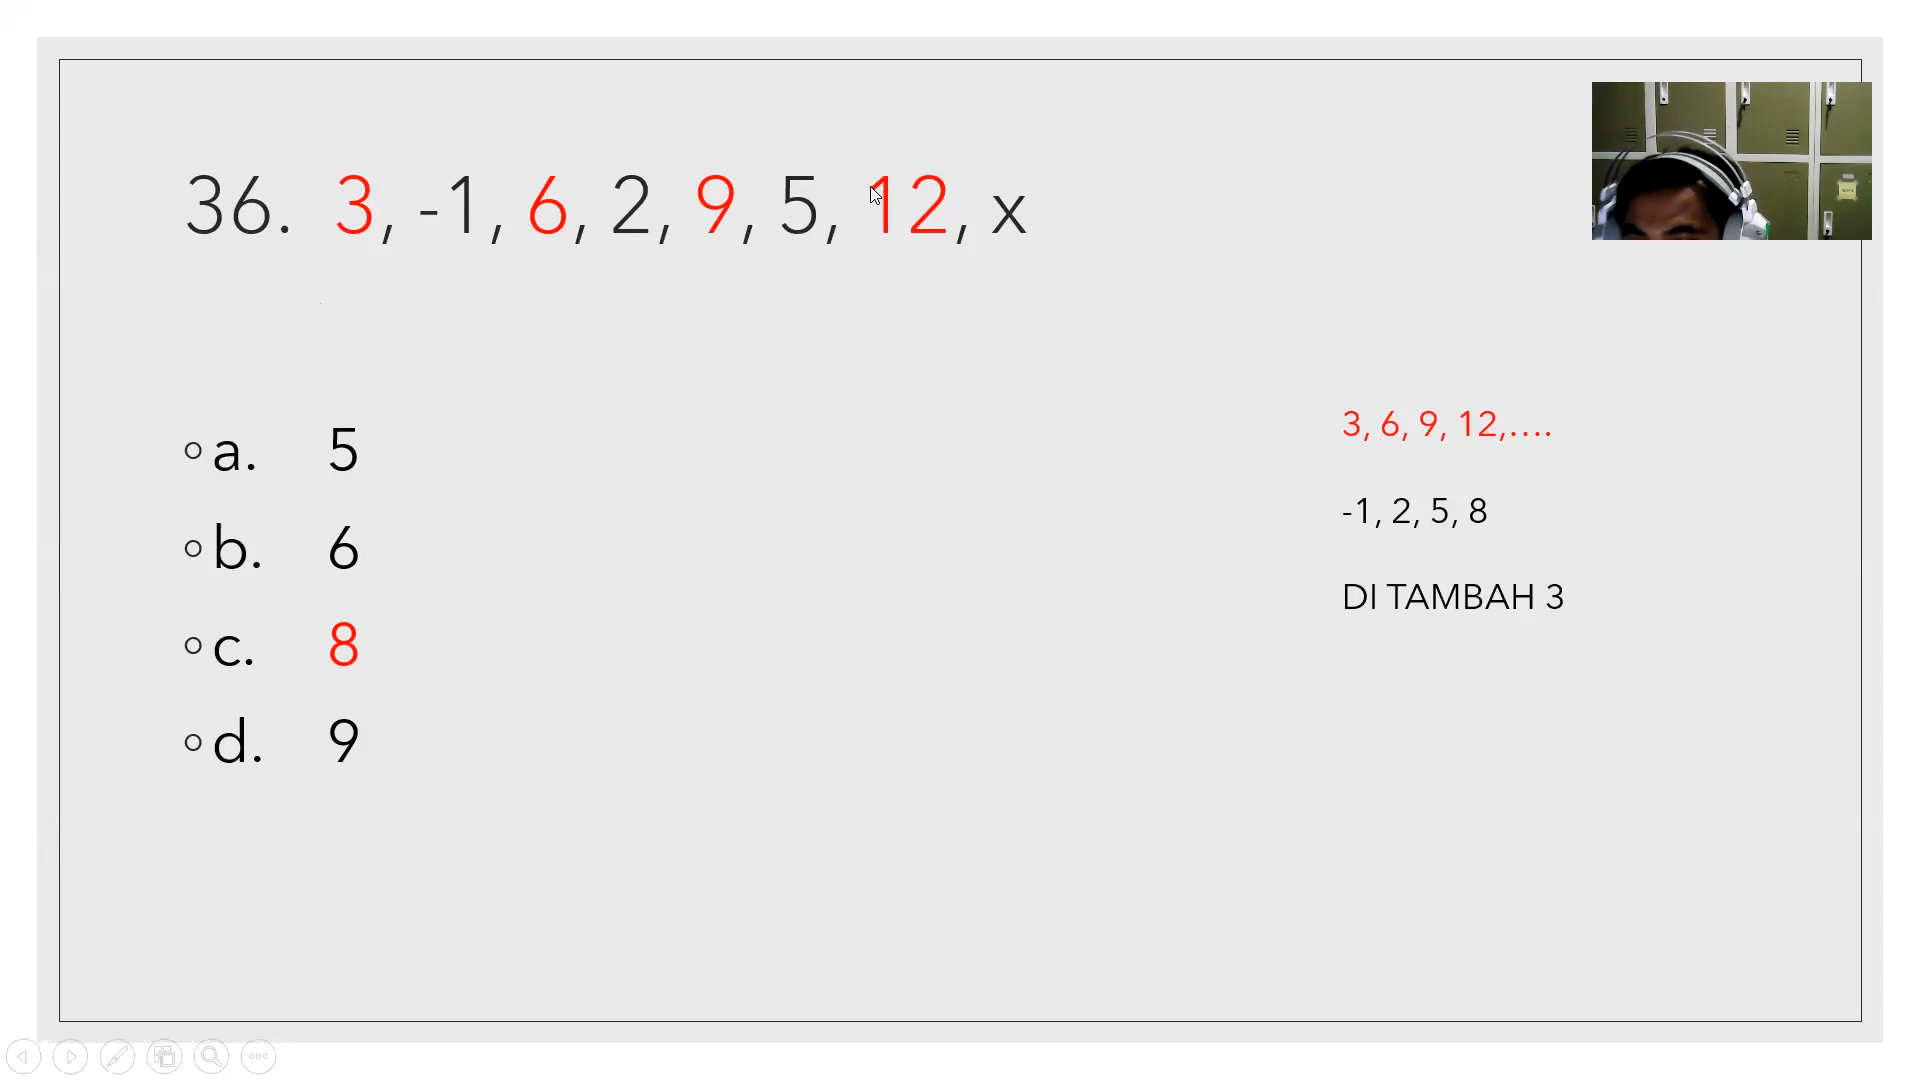 36. 3, -1, 6, 2, 9, 5, 12, x
a. 5
b. 6
c. 8
d. 9
3, 6, 9, 12,....
-1, 2, 5, 8
DI TAMBAH 3